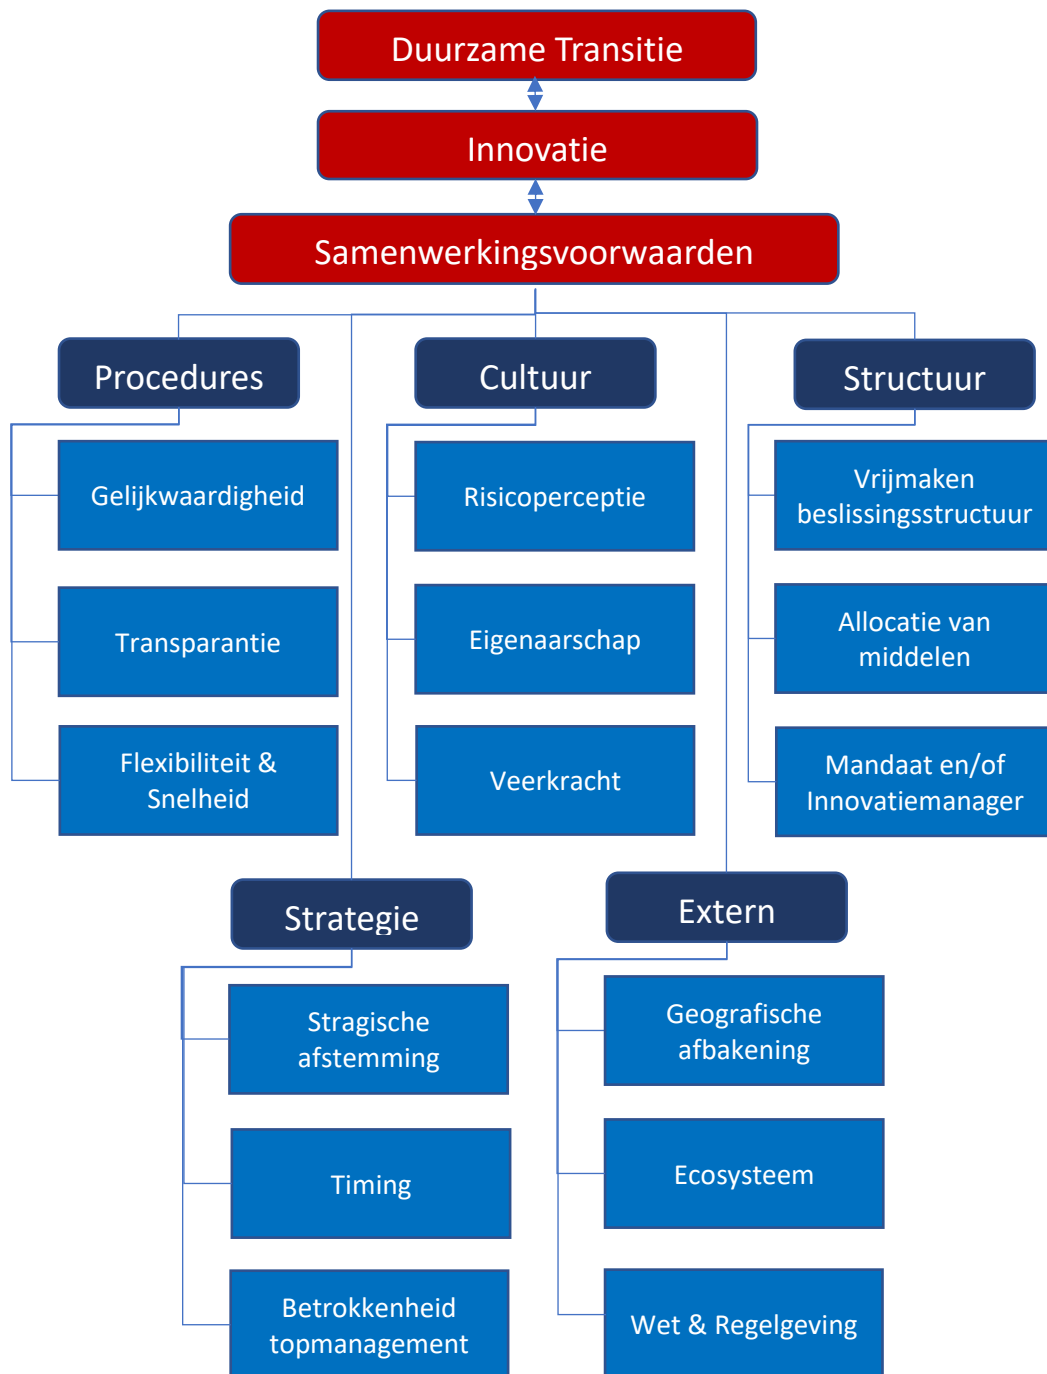 Duurzame Transitie
Innovatie
Samenwerkingsvoorwaarden
Procedures
Cultuur
Structuur
Gelijkwaardigheid
Risicoperceptie
Vrijmaken
beslissingsstructuur
Transparantie
Eigenaarschap
Allocatie van
middelen
Flexibiliteit &
Snelheid
Veerkracht
Mandaat en/of
Innovatiemanager
Strategie
Extern
Stragische
afstemming
Geografische
afbakening
Timing
Ecosysteem
Betrokkenheid
topmanagement
Wet & Regelgeving